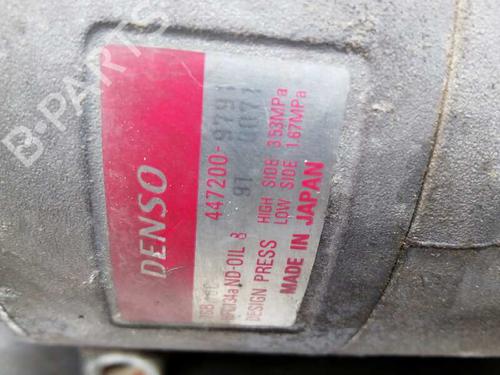 B-PARTS
DENSO
447200-9793
ND-OIL 8
DESIGN PRESS HIGH SIDE 3.53MPa
LOW SIDE 1.67MPa
MADE IN JAPAN